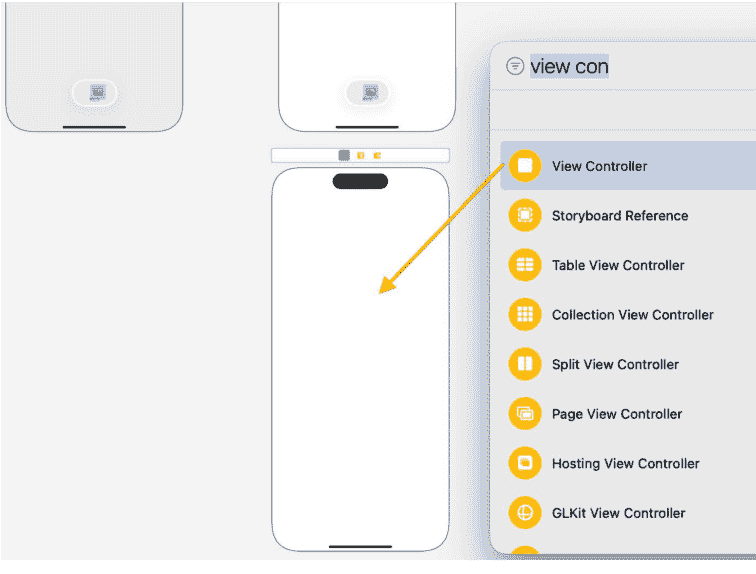 view con
View Controller
Storyboard Reference
Table View Controller
Collection View Controller
Split View Controller
Page View Controller
Hosting View Controller
GLKit View Controller